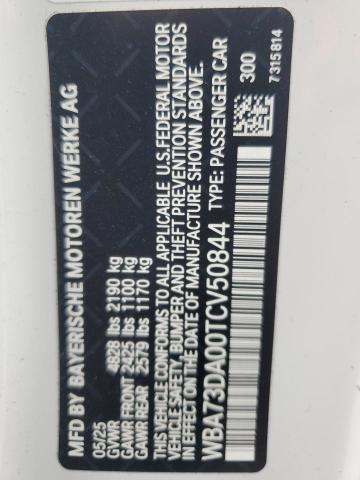 MFD BY BAYERISCHE MOTOREN WERKE AG
05/25
GVWR 4828 lbs 2190 kg
GAWR FRONT 2425 lbs 1100 kg
GAWR REAR 2579 lbs 1170 kg
THIS VEHICLE CONFORMS TO ALL APPLICABLE U.S. FEDERAL MOTOR
VEHICLE SAFETY, BUMPER AND THEFT PREVENTION STANDARDS
IN EFFECT ON THE DATE OF MANUFACTURE SHOWN ABOVE.
WBA73DA00TCV50844 TYPE: PASSENGER CAR
300
7315814